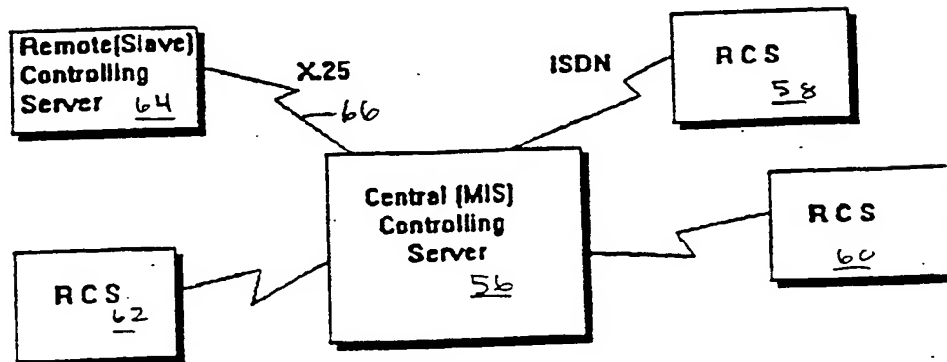 Remote(Slave)
Controlling
Server 64
X.25
66
ISDN
RCS
58
Central (MIS)
Controlling
Server
56
RCS
60
RCS
62